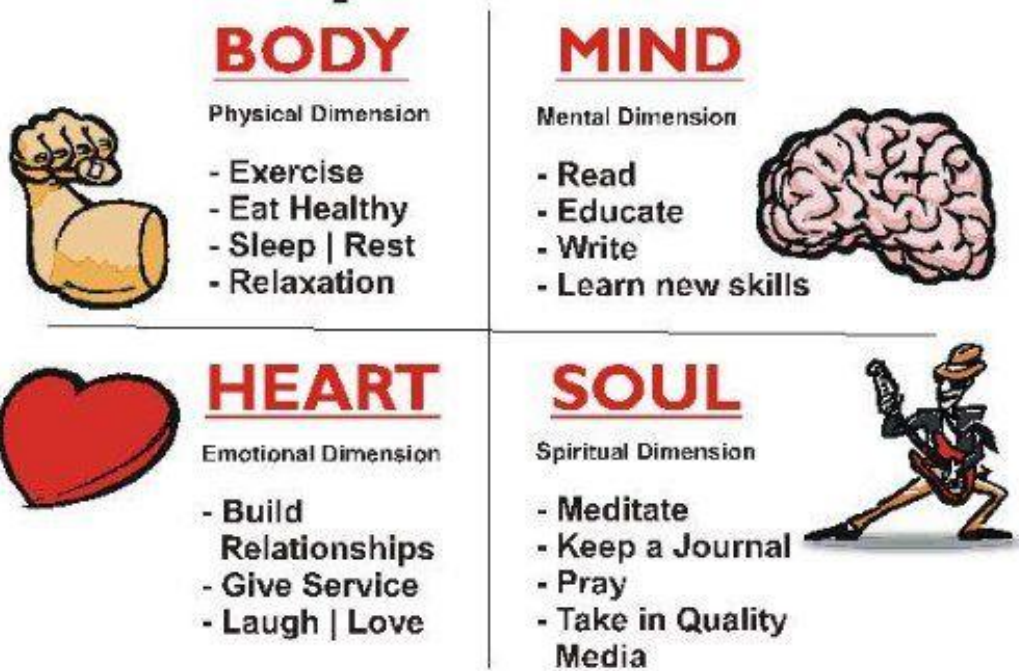 BODY
Physical Dimension
- Exercise
- Eat Healthy
- Sleep | Rest
- Relaxation
MIND
Mental Dimension
- Read
- Educate
- Write
- Learn new skills
HEART
Emotional Dimension
- Build
Relationships
- Give Service
- Laugh | Love
SOUL
Spiritual Dimension
- Meditate
- Keep a Journal
- Pray
- Take in Quality
Media